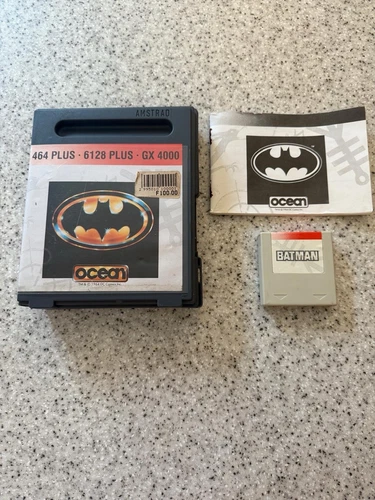 AMSTRAD
464 PLUS · 6128 PLUS · GX 4000
F100.00
ocean
ocean
BATMAN